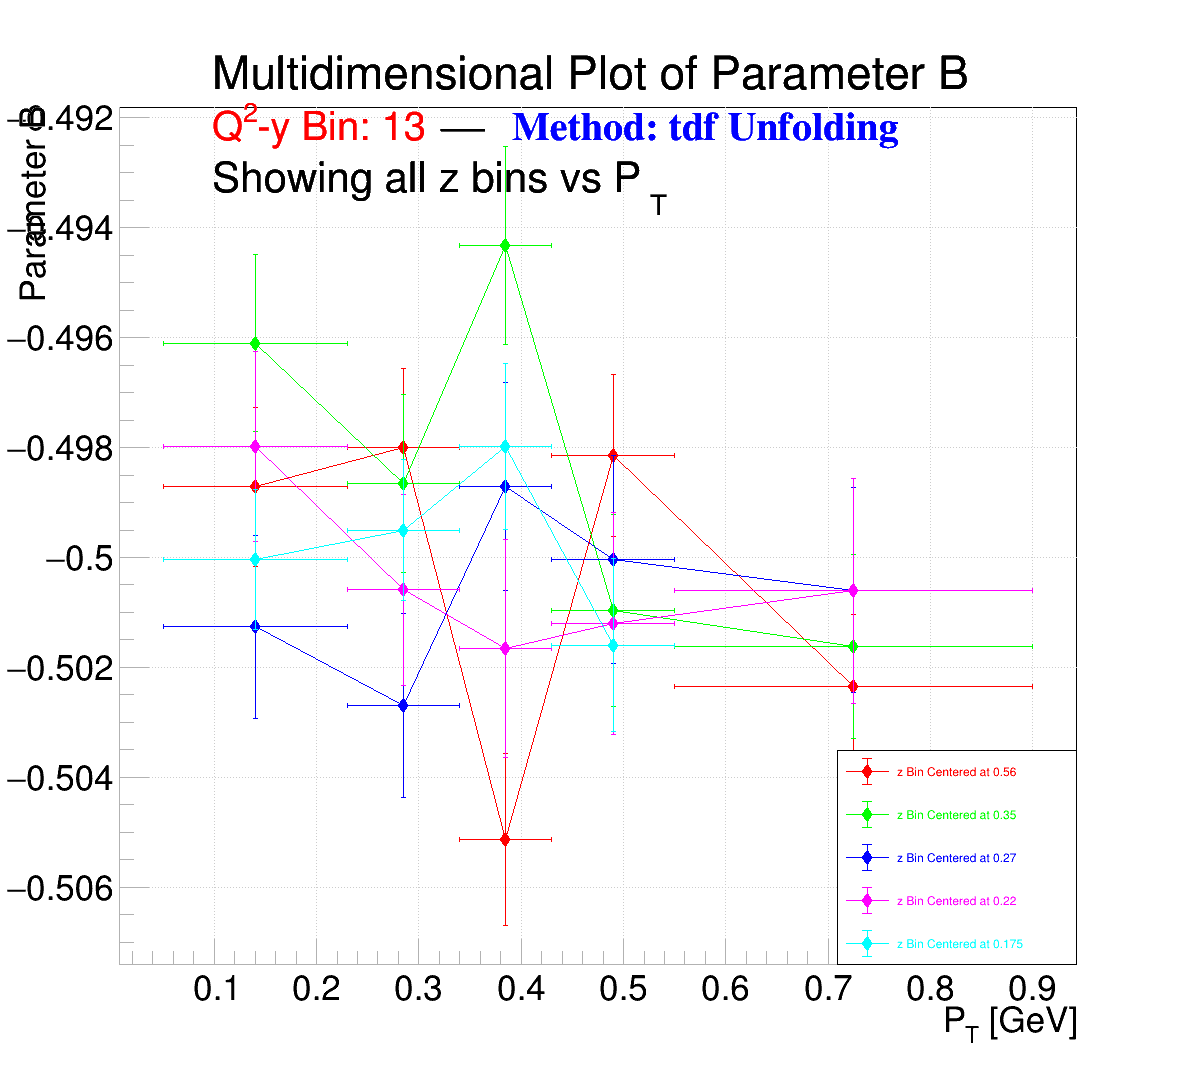 Multidimensional Plot of Parameter B
Q²-y Bin: 13 — Method: tdf Unfolding
Showing all z bins vs P_T
Parameter B
−0.492
−0.494
−0.496
−0.498
−0.5
−0.502
−0.504
−0.506
z Bin Centered at 0.56
z Bin Centered at 0.35
z Bin Centered at 0.27
z Bin Centered at 0.22
z Bin Centered at 0.175
0.1 0.2 0.3 0.4 0.5 0.6 0.7 0.8 0.9
P_T [GeV]